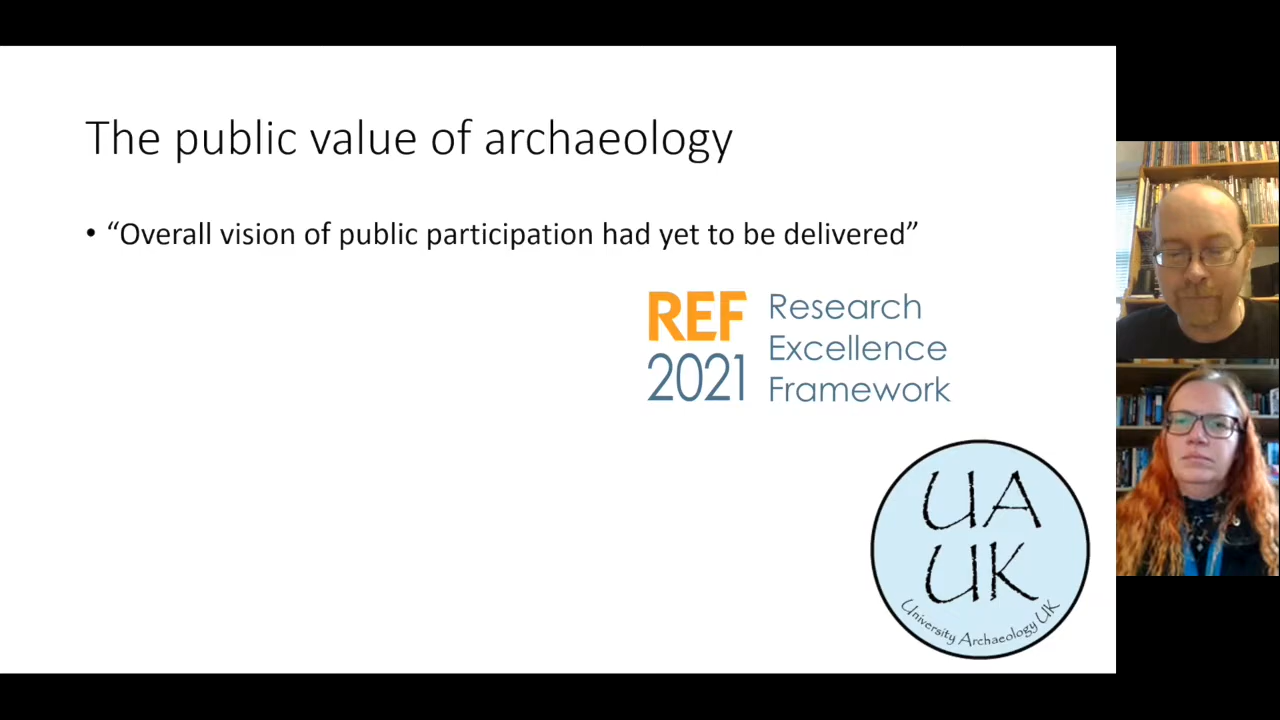 The public value of archaeology
• “Overall vision of public participation had yet to be delivered”
REF
2021
Research
Excellence
Framework
UA
UK
University Archaeology UK